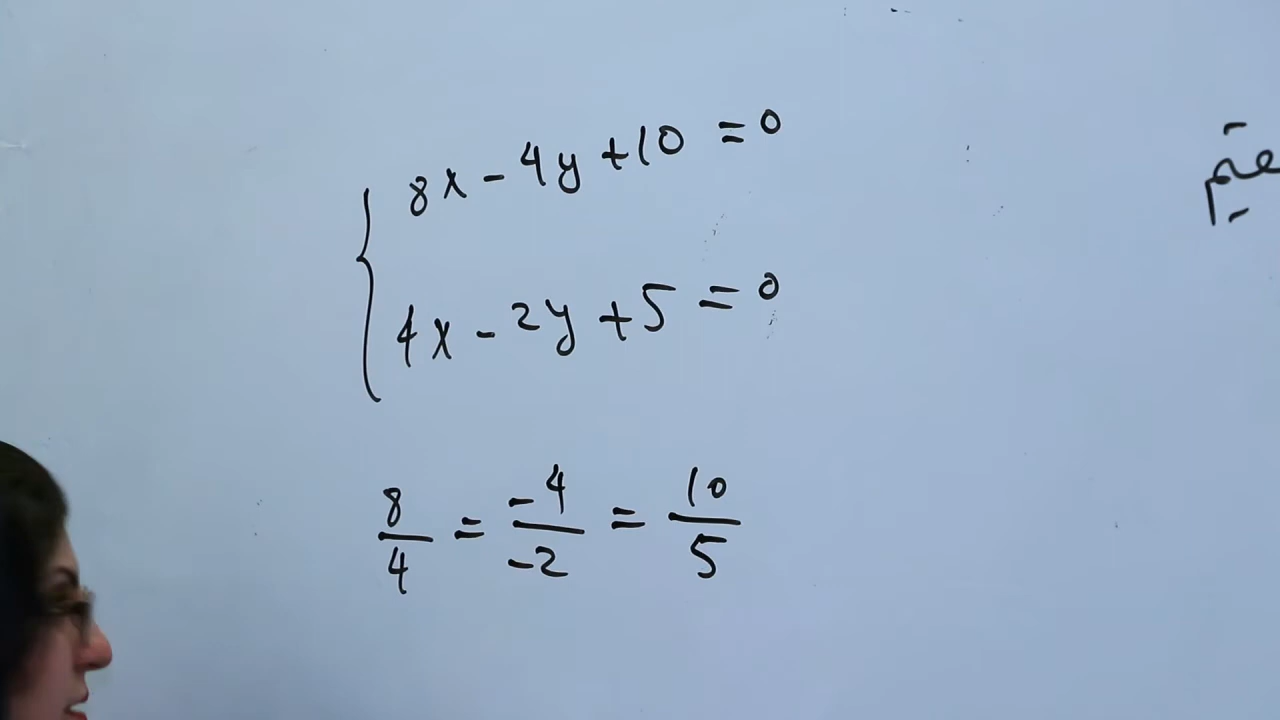 8x - 4y + 10 = 0
4x - 2y + 5 = 0
8/4 = -4/-2 = 10/5